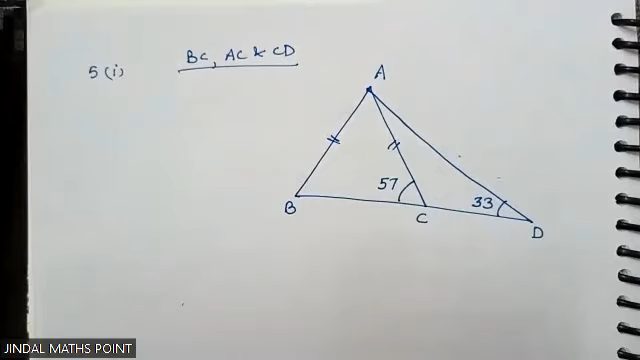 5(i) BC, AC & CD
A
57
33
B
C
D
JINDAL MATHS POINT